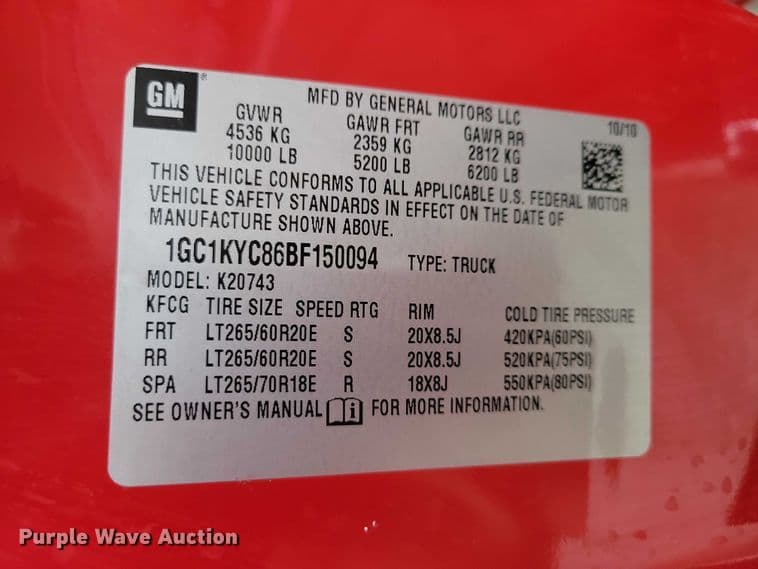 GM
MFD BY GENERAL MOTORS LLC
10/10
GVWR GAWR FRT GAWR RR
4536 KG 2359 KG 2812 KG
10000 LB 5200 LB 6200 LB
THIS VEHICLE CONFORMS TO ALL APPLICABLE U.S. FEDERAL MOTOR
VEHICLE SAFETY STANDARDS IN EFFECT ON THE DATE OF
MANUFACTURE SHOWN ABOVE.
1GC1KYC86BF150094 TYPE: TRUCK
MODEL: K20743
KFCG TIRE SIZE SPEED RTG RIM COLD TIRE PRESSURE
FRT LT265/60R20E S 20X8.5J 420KPA(60PSI)
RR LT265/60R20E S 20X8.5J 520KPA(75PSI)
SPA LT265/70R18E R 18X8J 550KPA(80PSI)
SEE OWNER'S MANUAL i FOR MORE INFORMATION.
Purple Wave Auction